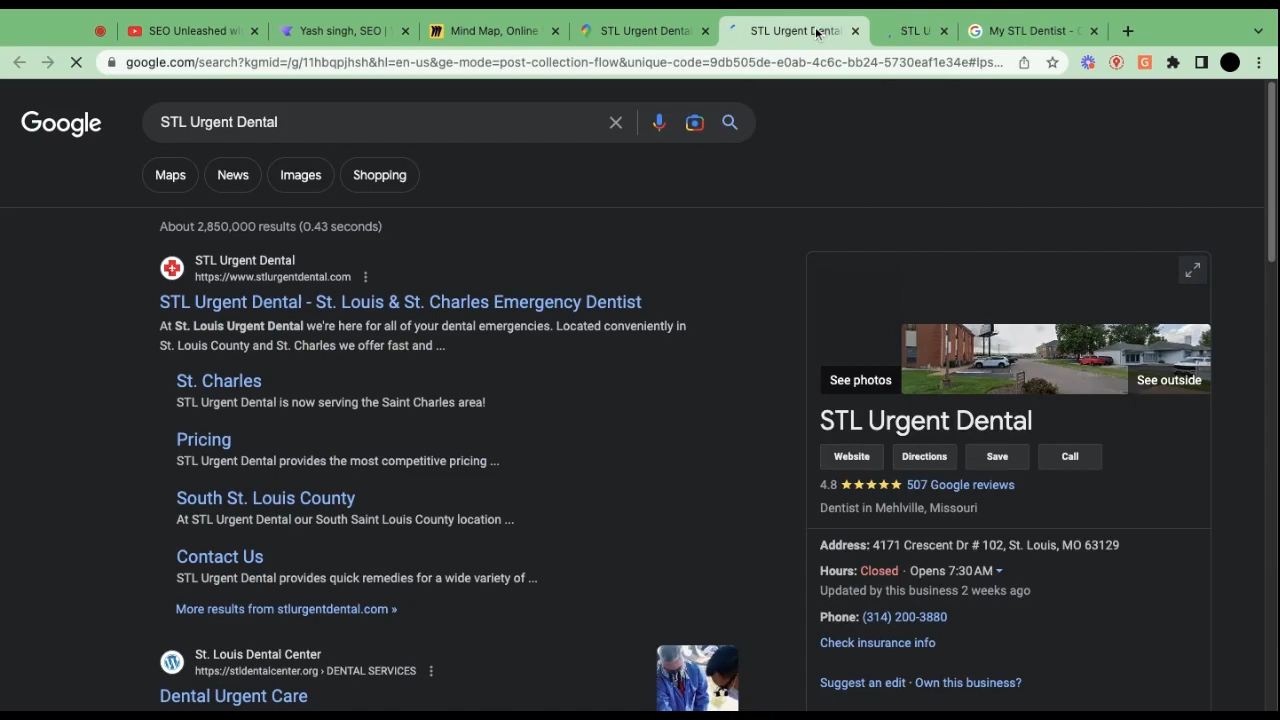 SEO Unleashed wi
Yash singh, SEO |
Mind Map, Online
STL Urgent Dental
STL Urgent Dental
STL U
My STL Dentist -
google.com/search?kgmid=/g/11hbqpjhsh&hl=en-us&ge-mode=post-collection-flow&unique-code=9db505de-e0ab-4c6c-bb24-5730eaf1e34e#lps...
Google
STL Urgent Dental
Maps
News
Images
Shopping
About 2,850,000 results (0.43 seconds)
STL Urgent Dental
https://www.stlurgentdental.com
STL Urgent Dental - St. Louis & St. Charles Emergency Dentist
At St. Louis Urgent Dental we're here for all of your dental emergencies. Located conveniently in
St. Louis County and St. Charles we offer fast and ...
St. Charles
STL Urgent Dental is now serving the Saint Charles area!
Pricing
STL Urgent Dental provides the most competitive pricing ...
South St. Louis County
At STL Urgent Dental our South Saint Louis County location ...
Contact Us
STL Urgent Dental provides quick remedies for a wide variety of ...
More results from stlurgentdental.com »
St. Louis Dental Center
https://stldentalcenter.org › DENTAL SERVICES
Dental Urgent Care
See photos
See outside
STL Urgent Dental
Website
Directions
Save
Call
4.8 ★★★★★ 507 Google reviews
Dentist in Mehlville, Missouri
Address: 4171 Crescent Dr # 102, St. Louis, MO 63129
Hours: Closed · Opens 7:30 AM
Updated by this business 2 weeks ago
Phone: (314) 200-3880
Check insurance info
Suggest an edit · Own this business?